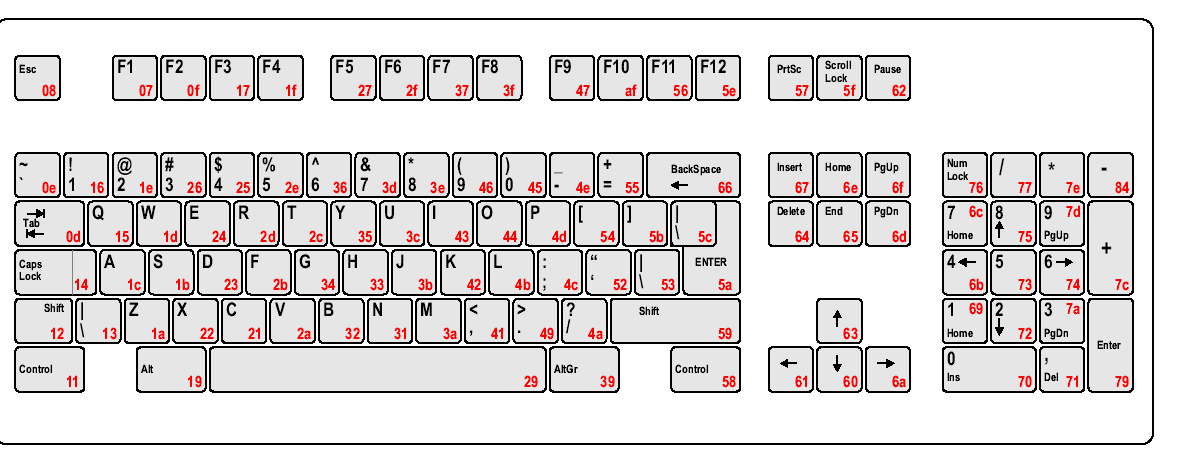 Esc 08 F1 07 F2 0f F3 17 F4 1f F5 27 F6 2f F7 37 F8 3f F9 47 F10 af F11 56 F12 5e PrtSc 57 Scroll Lock 5f Pause 62
~ ` 0e ! 1 16 @ 2 1e # 3 26 $ 4 25 % 5 2e ^ 6 36 & 7 3d * 8 3e ( 9 46 ) 0 45 _ - 4e + = 55 BackSpace 66 Insert 67 Home 6e PgUp 6f Num Lock 76 / 77 * 7e - 84
Tab 0d Q 15 W 1d E 24 R 2d T 2c Y 35 U 3c I 43 O 44 P 4d [ 54 ] 5b | \ 5c Delete 64 End 65 PgDn 6d 7 6c Home 8 75 9 7d PgUp + 7c
Caps Lock 14 A 1c S 1b D 23 F 2b G 34 H 33 J 3b K 42 L 4b : ; 4c “ ‘ 52 | \ 53 ENTER 5a 4 6b 5 73 6 74
Shift 12 | \ 13 Z 1a X 22 C 21 V 2a B 32 N 31 M 3a < , 41 > . 49 ? / 4a Shift 59 63 1 69 Home 2 72 3 7a PgDn Enter 79
Control 11 Alt 19 29 AltGr 39 Control 58 61 60 6a 0 Ins 70 , Del 71